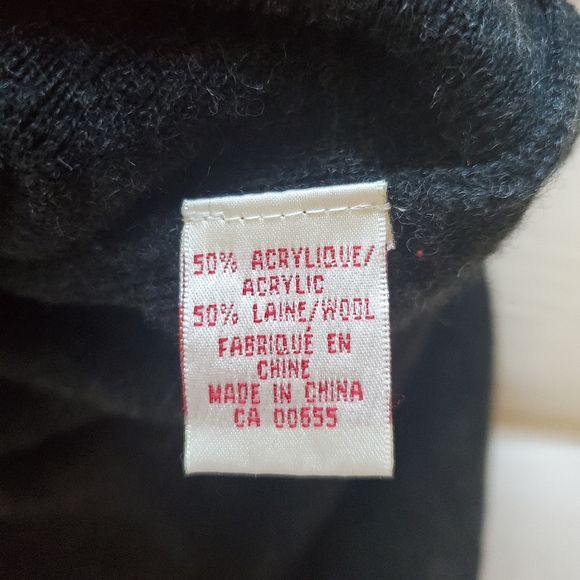 50% ACRYLIQUE/
ACRYLIC
50% LAINE/WOOL
FABRIQUÉ EN
CHINE
MADE IN CHINA
CA 00655